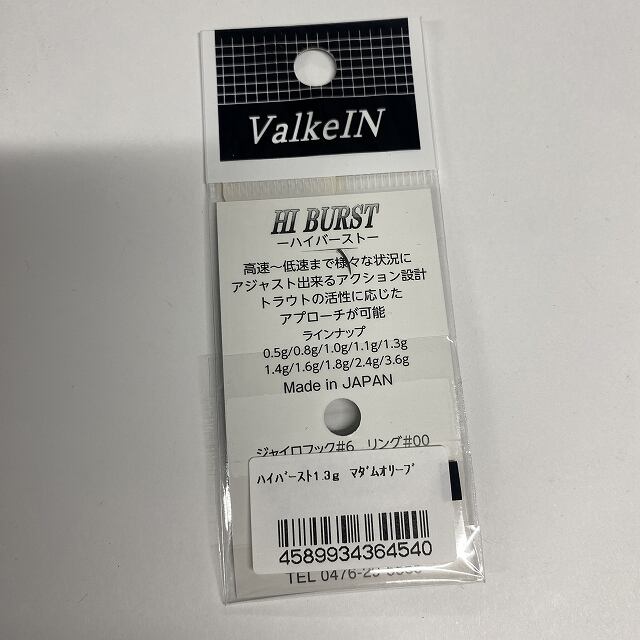 ValkeIN
HI BURST
ーハイバーストー
高速～低速まで様々な状況に
アジャスト出来るアクション設計
トラウトの活性に応じた
アプローチが可能
ラインナップ
0.5g/0.8g/1.0g/1.1g/1.3g
1.4g/1.6g/1.8g/2.4g/3.6g
Made in JAPAN
ジャイロフック#6 リング#00
ﾊｲﾊﾞｰｽﾄ1.3g ﾏﾀﾞﾑｵﾘｰﾌﾞ
4589934364540
TEL 0476-